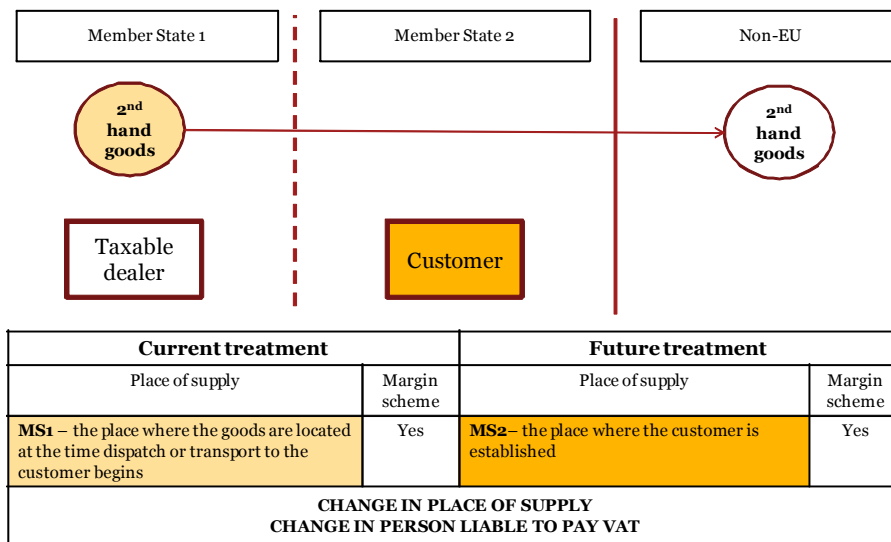 Member State 1
Member State 2
Non-EU
2nd
hand
goods
2nd
hand
goods
Taxable
dealer
Customer
Current treatment
Future treatment
Place of supply
Margin
scheme
Place of supply
Margin
scheme
MS1 – the place where the goods are located
at the time dispatch or transport to the
customer begins
Yes
MS2– the place where the customer is
established
Yes
CHANGE IN PLACE OF SUPPLY
CHANGE IN PERSON LIABLE TO PAY VAT